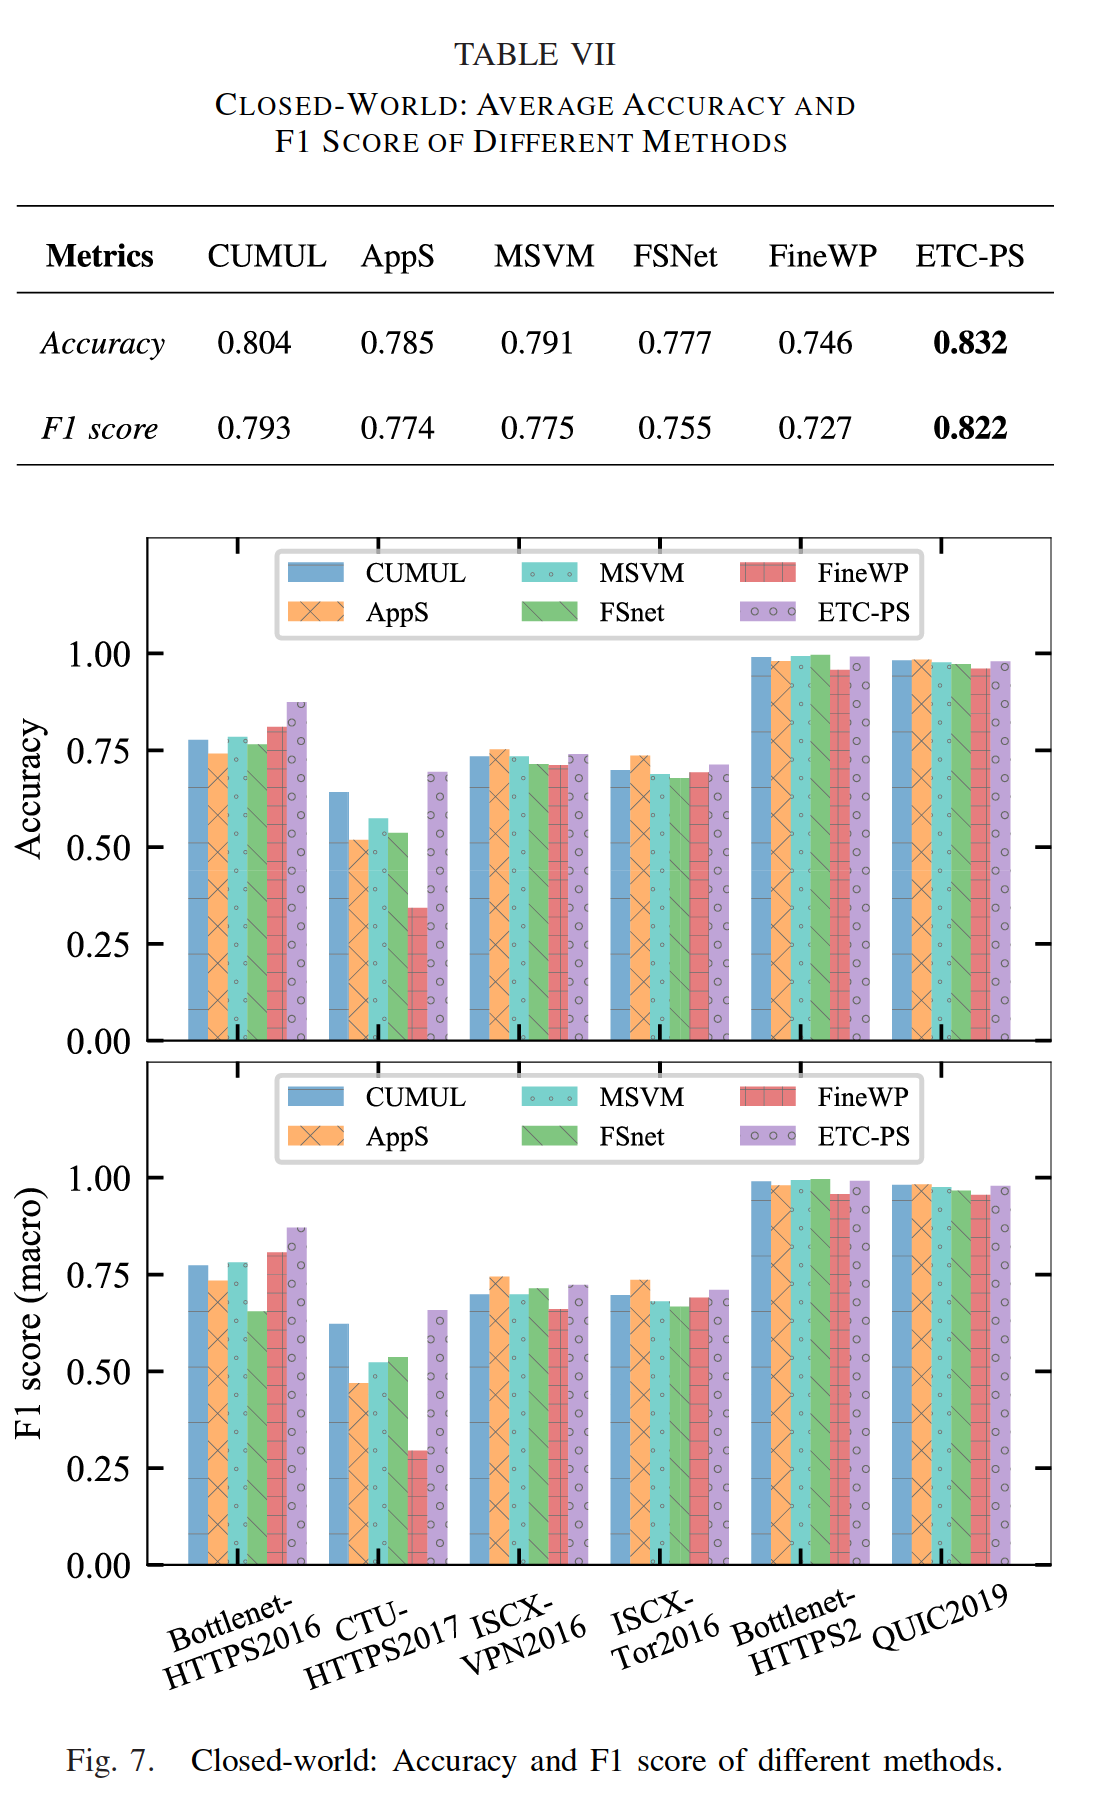 TABLE VII
CLOSED-WORLD: AVERAGE ACCURACY AND
F1 SCORE OF DIFFERENT METHODS
Metrics CUMUL AppS MSVM FSNet FineWP ETC-PS
Accuracy 0.804 0.785 0.791 0.777 0.746 0.832
F1 score 0.793 0.774 0.775 0.755 0.727 0.822
CUMUL MSVM FineWP
AppS FSnet ETC-PS
1.00
0.75
0.50
0.25
0.00
Accuracy
CUMUL MSVM FineWP
AppS FSnet ETC-PS
1.00
0.75
0.50
0.25
0.00
F1 score (macro)
Bottlenet-
HTTPS2016
CTU-
HTTPS2017
ISCX-
VPN2016
ISCX-
Tor2016
Bottlenet-
HTTPS2
QUIC2019
Fig. 7. Closed-world: Accuracy and F1 score of different methods.